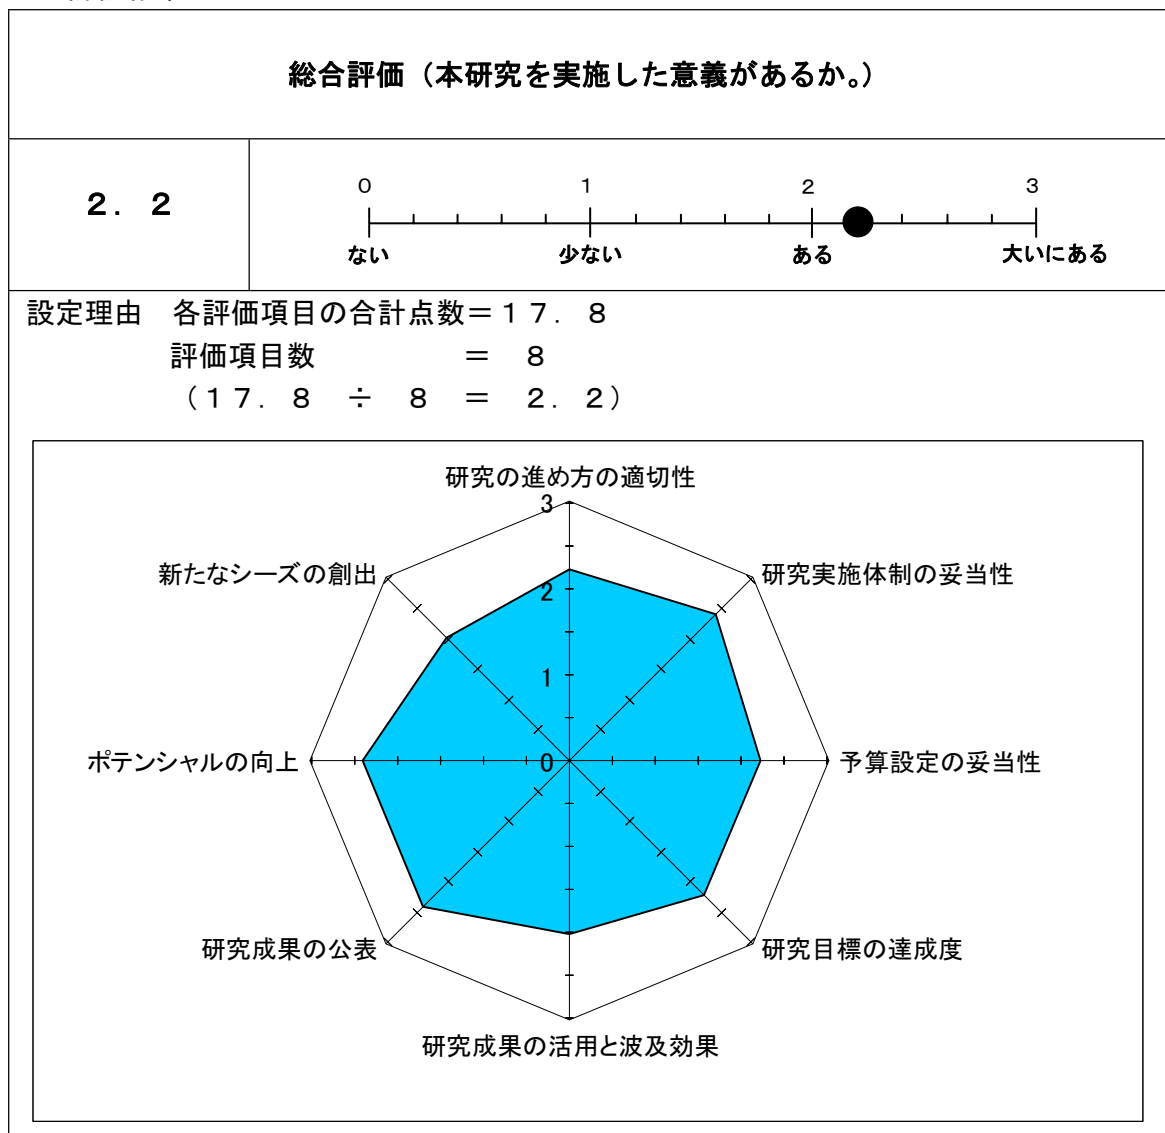 総合評価（本研究を実施した意義があるか。）
２．２
0 1 2 3
ない 少ない ある 大いにある
設定理由　各評価項目の合計点数＝１７．８
評価項目数　＝　８
（１７．８　÷　８　＝　２．２）
研究の進め方の適切性
3
新たなシーズの創出
研究実施体制の妥当性
2
1
ポテンシャルの向上
0
予算設定の妥当性
研究成果の公表
研究目標の達成度
研究成果の活用と波及効果